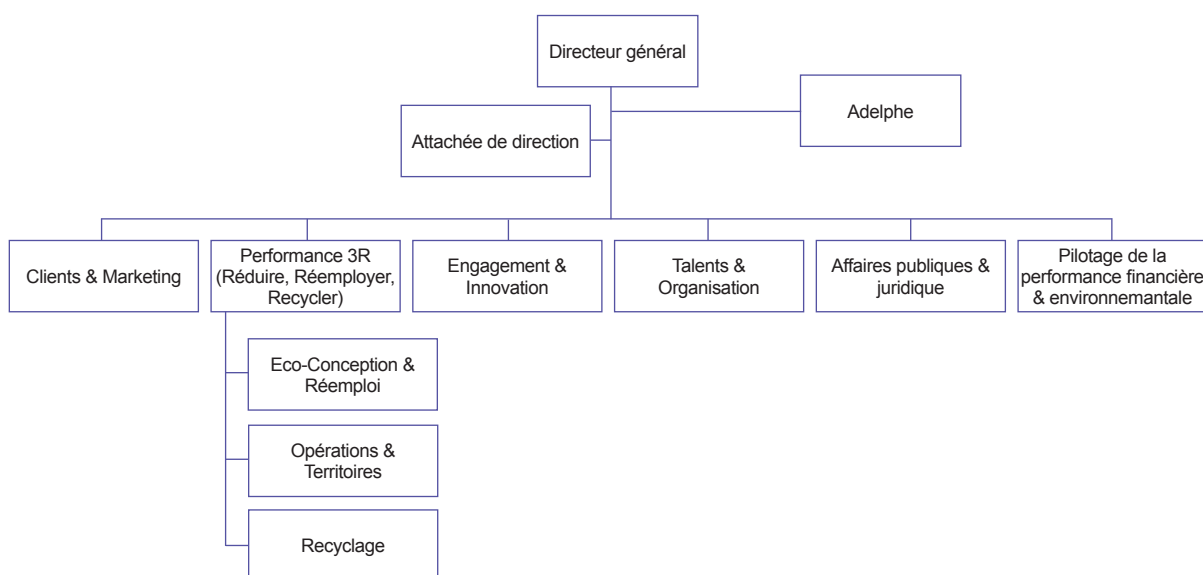 Directeur général
Adelphe
Attachée de direction
Clients & Marketing
Performance 3R
(Réduire, Réemployer,
Recycler)
Engagement &
Innovation
Talents &
Organisation
Affaires publiques &
juridique
Pilotage de la
performance financière
& environnemantale
Eco-Conception &
Réemploi
Opérations &
Territoires
Recyclage